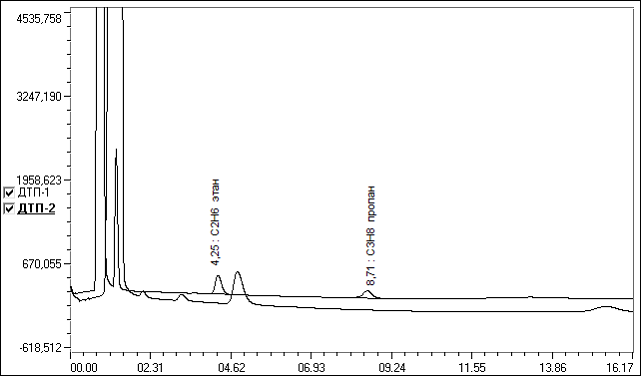 4535,758
3247,190
1958,623
ДТП-1
ДТП-2
670,055
-618,512
4,25 : C2H6 этан
8,71 : C3H8 пропан
00.00 02.31 04.62 06.93 09.24 11.55 13.86 16.17